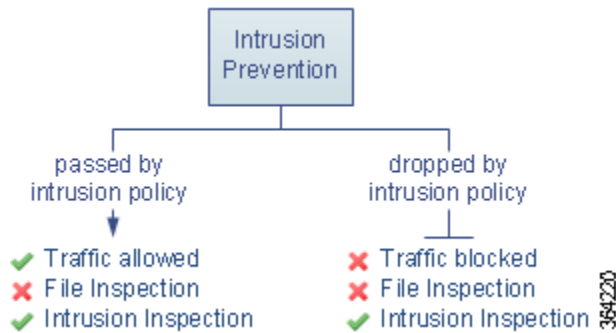 Intrusion
Prevention
passed by
intrusion policy
dropped by
intrusion policy
Traffic allowed
File Inspection
Intrusion Inspection
Traffic blocked
File Inspection
Intrusion Inspection
384220